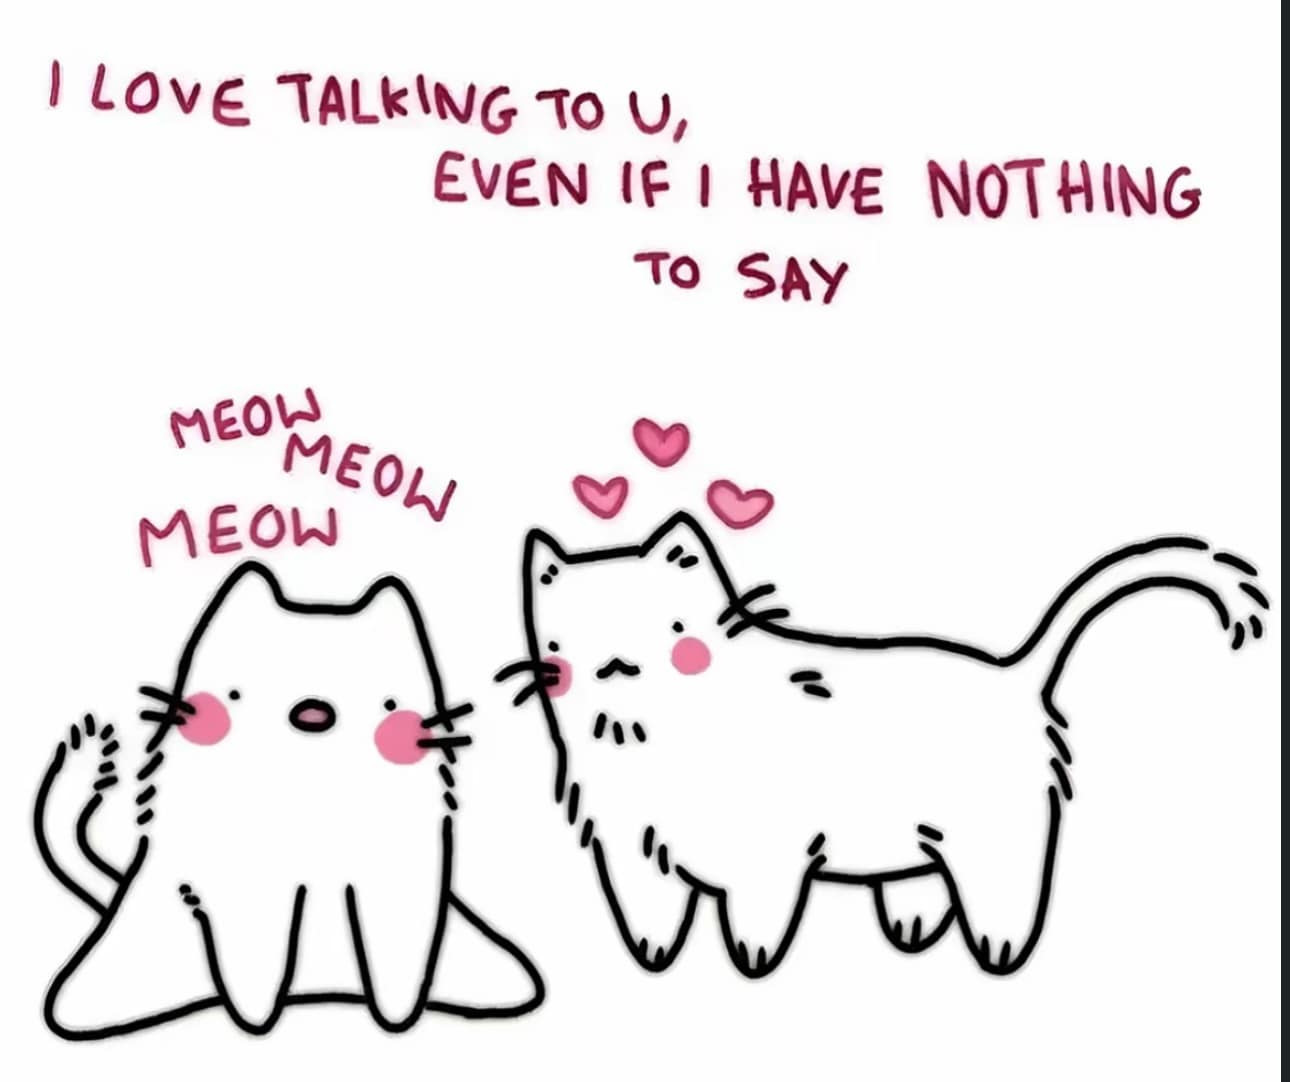 I LOVE TALKING TO U,
EVEN IF I HAVE NOTHING
TO SAY
MEOW
MEOW
MEOW